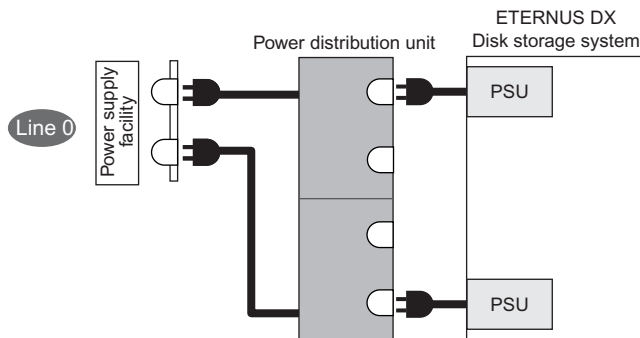 ETERNUS DX
Disk storage system
Power distribution unit
PSU
Line 0
Power supply
facility
PSU